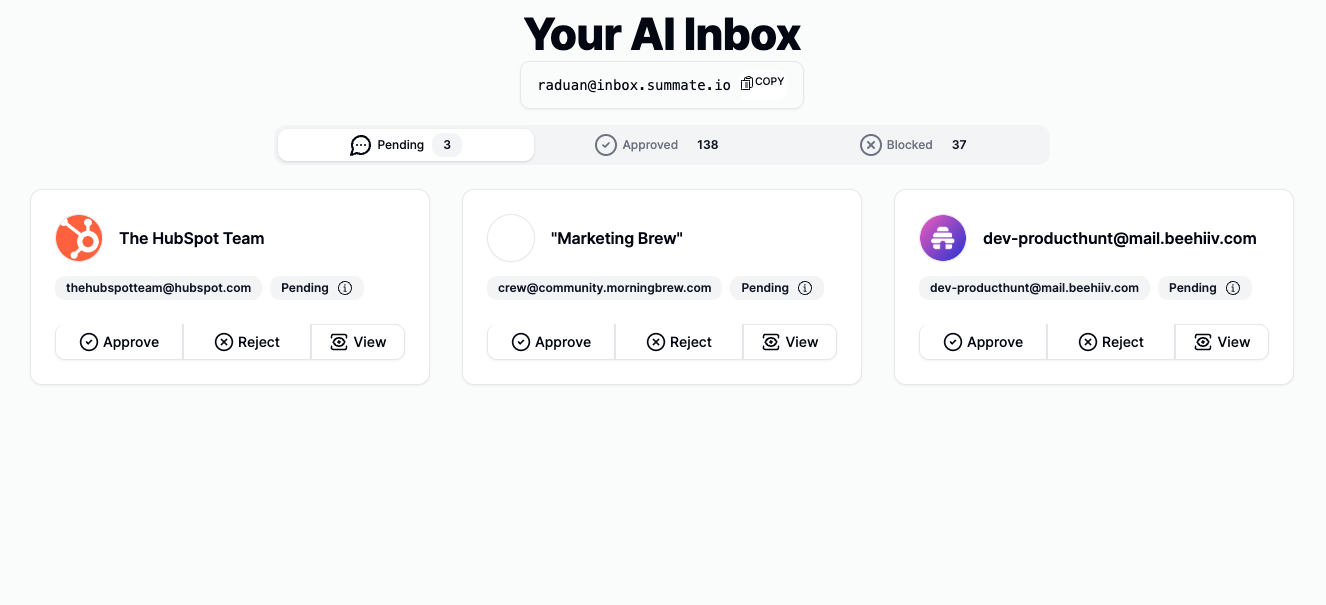 Your AI Inbox
raduan@inbox.summate.io COPY
Pending 3 Approved 138 Blocked 37
The HubSpot Team
thehubspotteam@hubspot.com Pending
Approve Reject View
"Marketing Brew"
crew@community.morningbrew.com Pending
Approve Reject View
dev-producthunt@mail.beehiiv.com
dev-producthunt@mail.beehiiv.com Pending
Approve Reject View